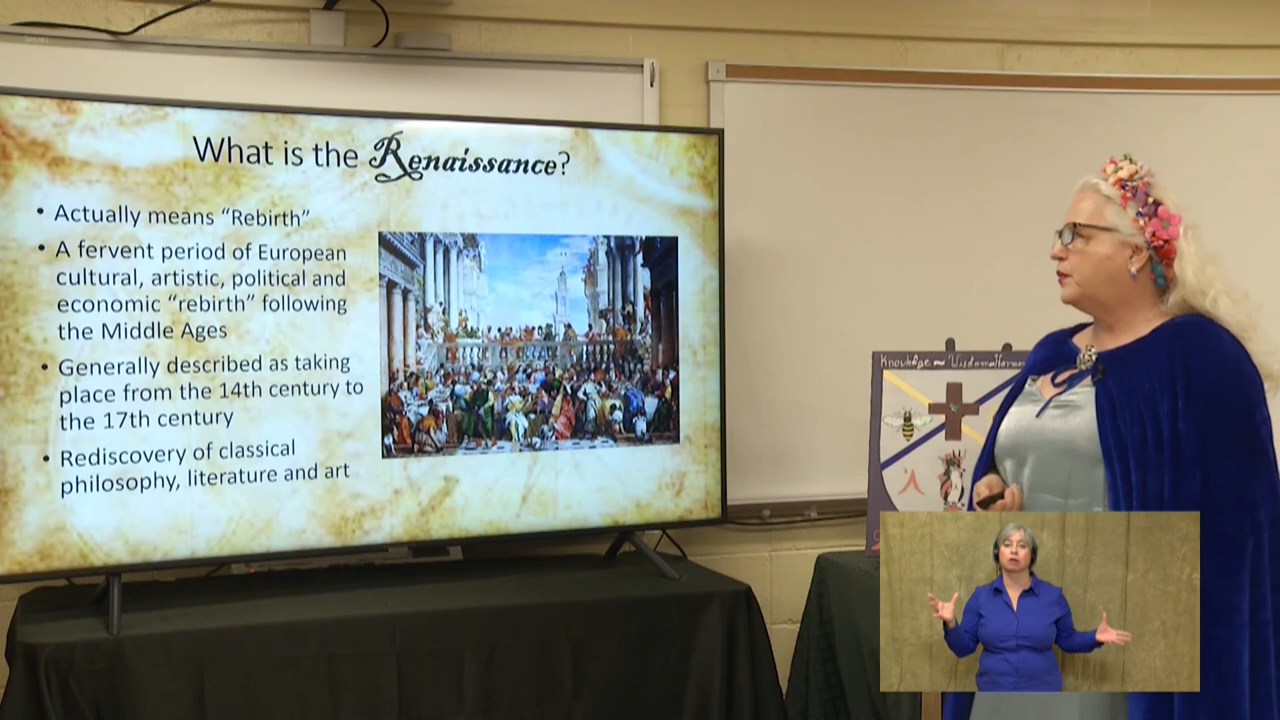 What is the Renaissance?
• Actually means “Rebirth”
• A fervent period of European
cultural, artistic, political and
economic “rebirth” following
the Middle Ages
• Generally described as taking
place from the 14th century to
the 17th century
• Rediscovery of classical
philosophy, literature and art
Knowledge ~ Wisdom